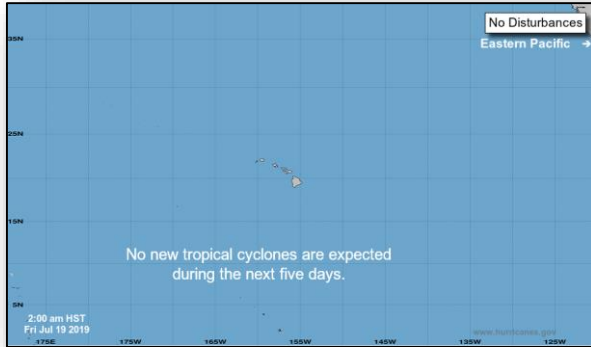 No Disturbances
35N
Eastern Pacific →
25N
15N
No new tropical cyclones are expected
during the next five days.
5N
2:00 am HST
Fri Jul 19 2019
www.hurricanes.gov
175E 175W 165W 155W 145W 135W 125W